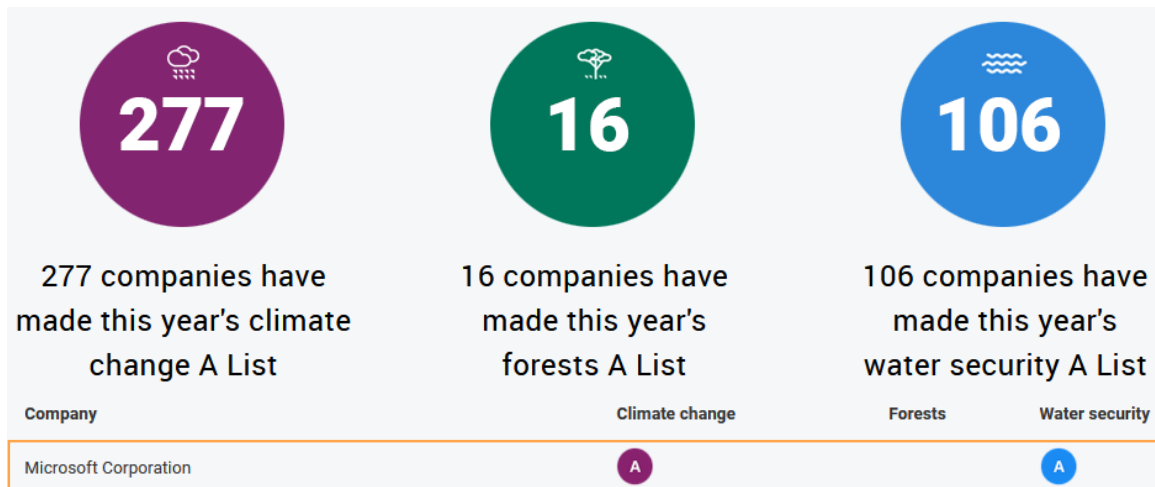 277
16
106
277 companies have
made this year's climate
change A List
16 companies have
made this year's
forests A List
106 companies have
made this year's
water security A List
Company Climate change Forests Water security
Microsoft Corporation A A